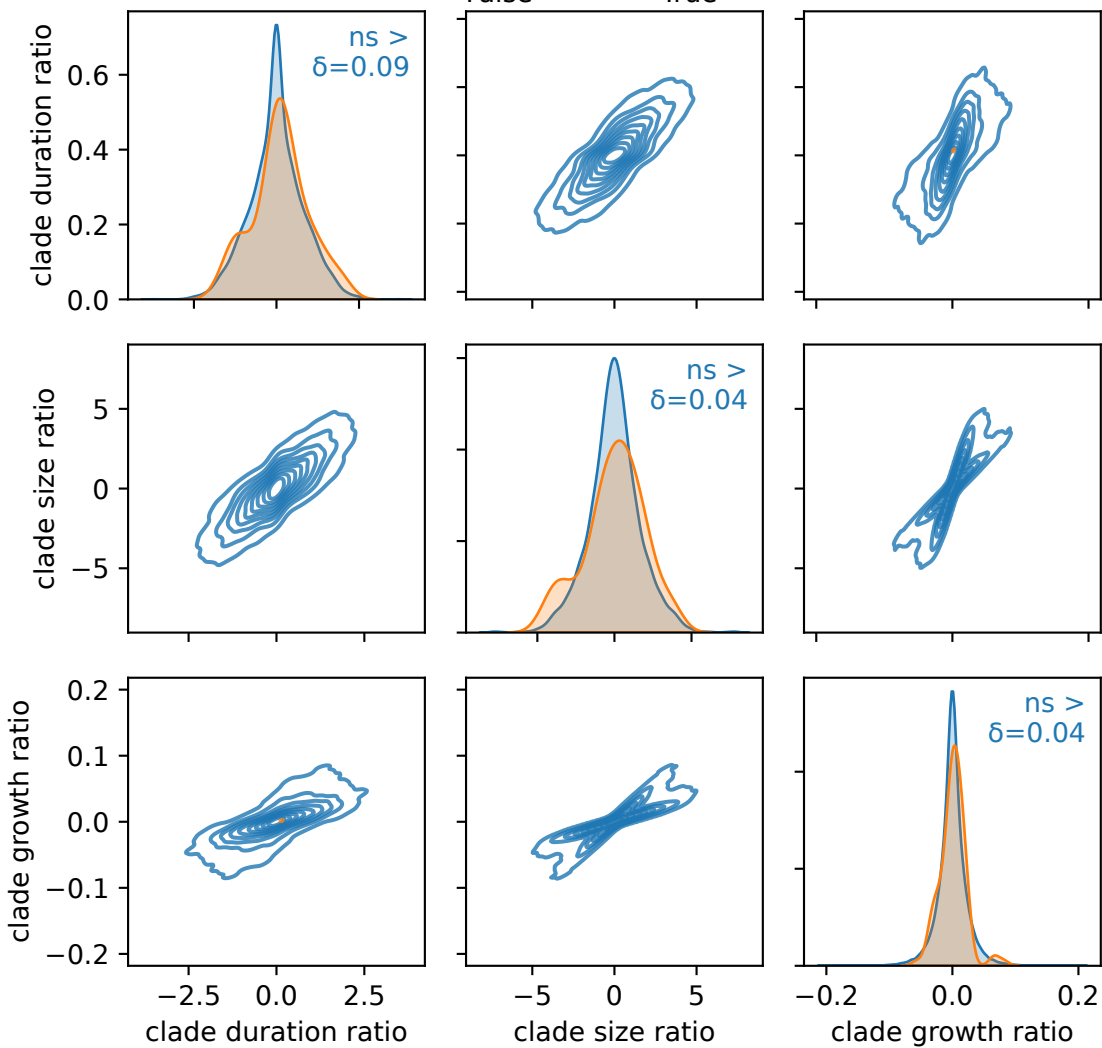 clade duration ratio
0.6
0.4
0.2
0.0
ns >
δ=0.09
clade size ratio
5
0
−5
ns >
δ=0.04
clade growth ratio
0.2
0.1
0.0
−0.1
−0.2
ns >
δ=0.04
−2.5 0.0 2.5
−5 0 5
−0.2 0.0 0.2
clade duration ratio
clade size ratio
clade growth ratio